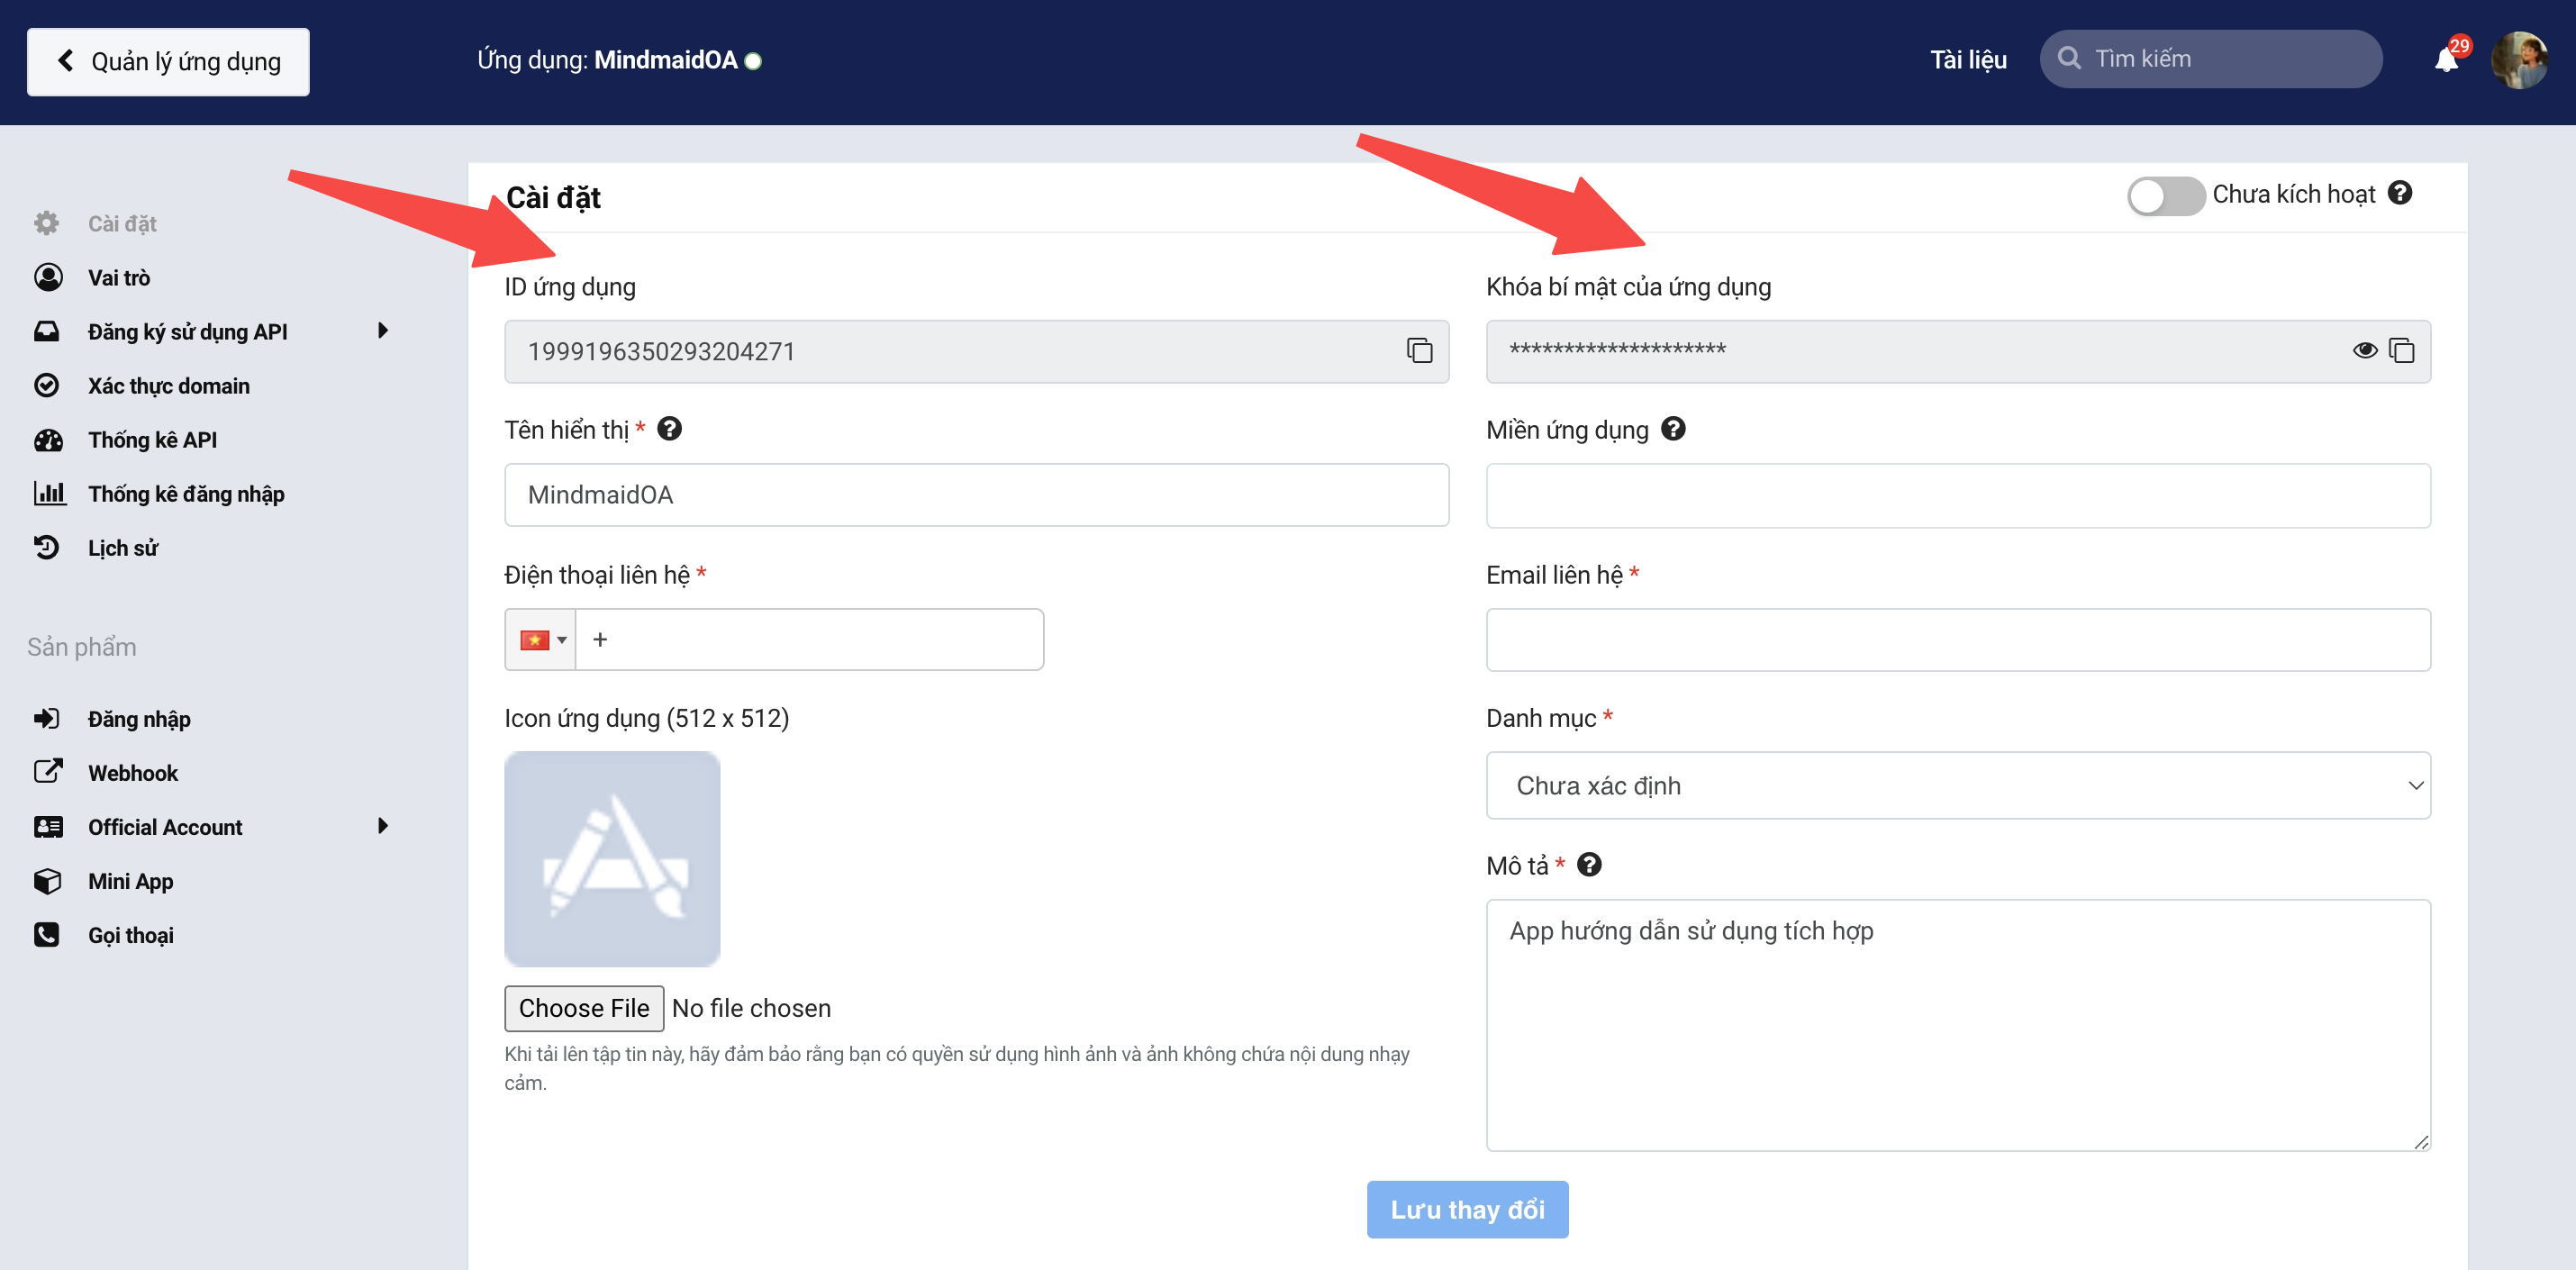 Quản lý ứng dụng
Ứng dụng: MindmaidOA
Tài liệu
Tìm kiếm
29
Cài đặt
Vai trò
Đăng ký sử dụng API
Xác thực domain
Thống kê API
Thống kê đăng nhập
Lịch sử
Sản phẩm
Đăng nhập
Webhook
Official Account
Mini App
Gọi thoại
Cài đặt
Chưa kích hoạt
ID ứng dụng
1999196350293204271
Khóa bí mật của ứng dụng
********************
Tên hiển thị *
MindmaidOA
Miền ứng dụng
Điện thoại liên hệ *
+
Email liên hệ *
Icon ứng dụng (512 x 512)
Choose File No file chosen
Khi tải lên tập tin này, hãy đảm bảo rằng bạn có quyền sử dụng hình ảnh và ảnh không chứa nội dung nhạy
cảm.
Danh mục *
Chưa xác định
Mô tả *
App hướng dẫn sử dụng tích hợp
Lưu thay đổi